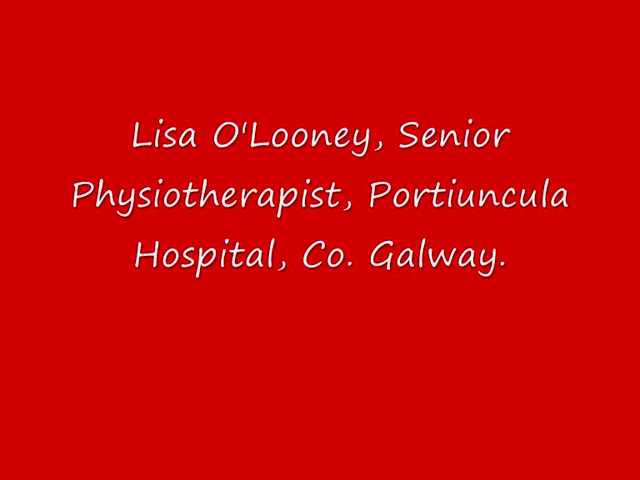 Lisa O'Looney, Senior
Physiotherapist, Portiuncula
Hospital, Co. Galway.